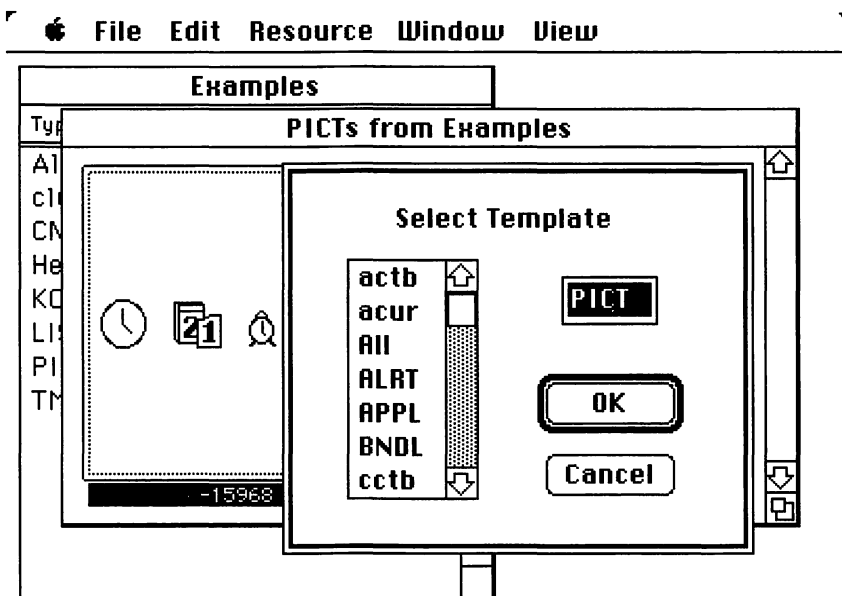 File Edit Resource Window View
Examples
PICTs from Examples
Select Template
actb
acur
All
ALRT
APPL
BNDL
cctb
PICT
OK
Cancel
21
-15968